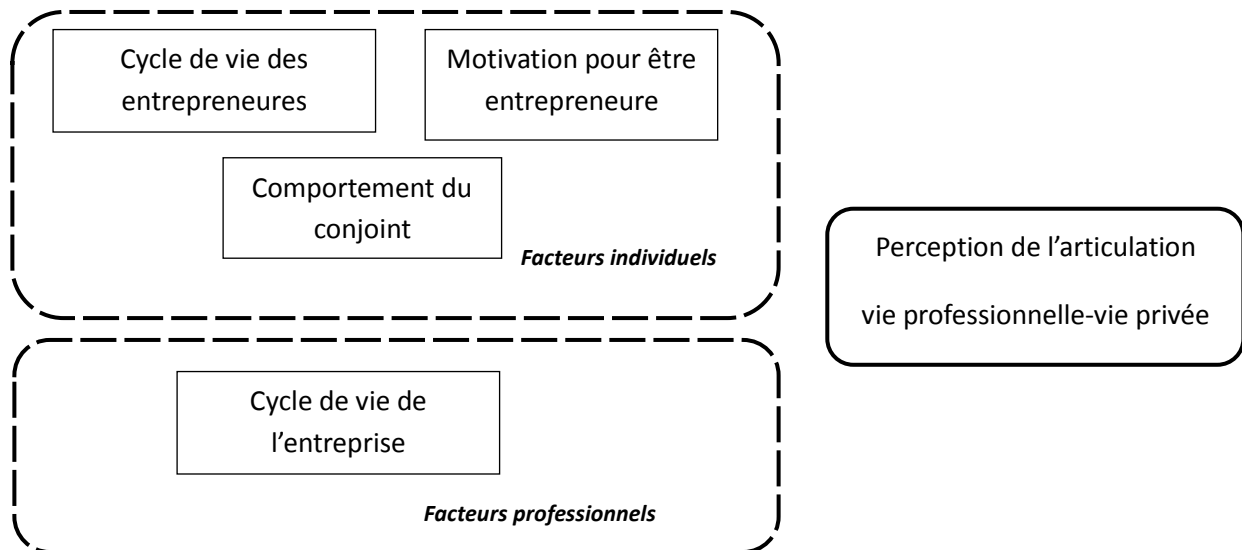 Cycle de vie des
entrepreneures
Motivation pour être
entrepreneure
Comportement du
conjoint
Facteurs individuels
Perception de l’articulation
vie professionnelle-vie privée
Cycle de vie de
l’entreprise
Facteurs professionnels